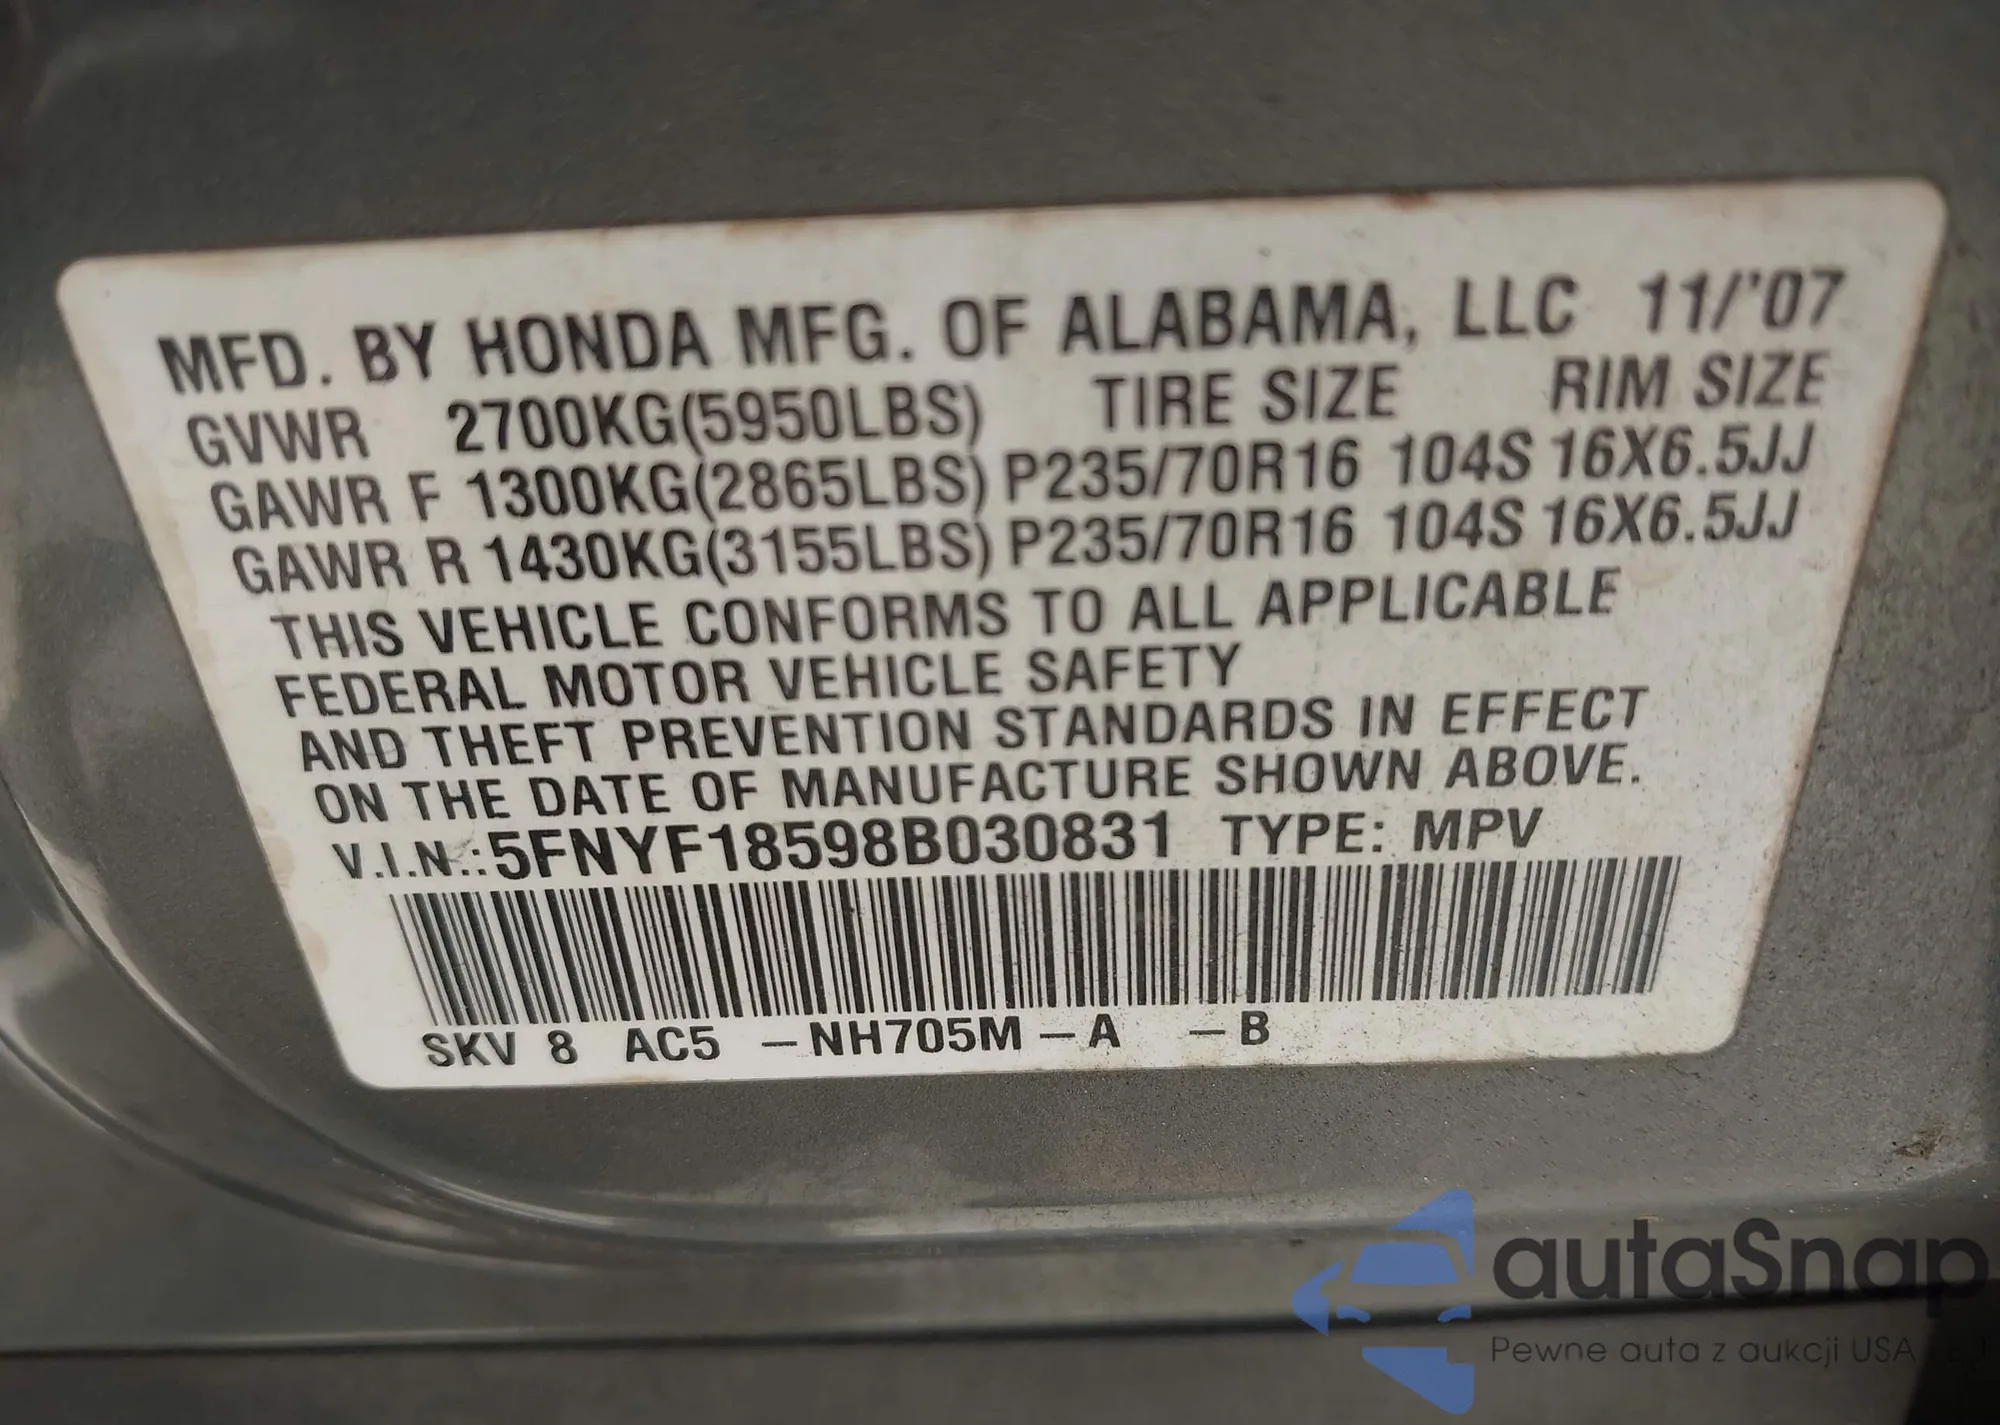 MFD. BY HONDA MFG. OF ALABAMA, LLC 11/'07
GVWR 2700KG(5950LBS) TIRE SIZE RIM SIZE
GAWR F 1300KG(2865LBS) P235/70R16 104S 16X6.5JJ
GAWR R 1430KG(3155LBS) P235/70R16 104S 16X6.5JJ
THIS VEHICLE CONFORMS TO ALL APPLICABLE
FEDERAL MOTOR VEHICLE SAFETY
AND THEFT PREVENTION STANDARDS IN EFFECT
ON THE DATE OF MANUFACTURE SHOWN ABOVE.
V.I.N.: 5FNYF18598B030831 TYPE: MPV
SKV 8 AC5 –NH705M –A –B
autaSnap
Pewne auta z aukcji USA